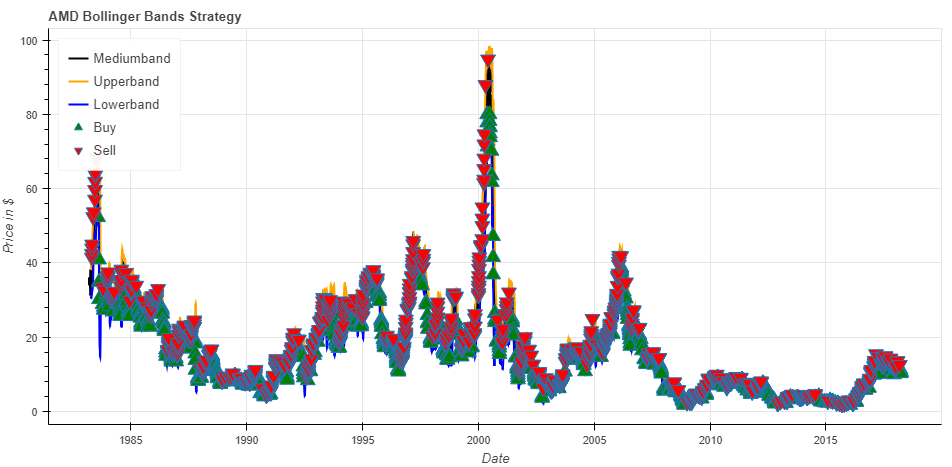 AMD Bollinger Bands Strategy
Mediumband
Upperband
Lowerband
Buy
Sell
Price in $
100
80
60
40
20
0
1985 1990 1995 2000 2005 2010 2015
Date